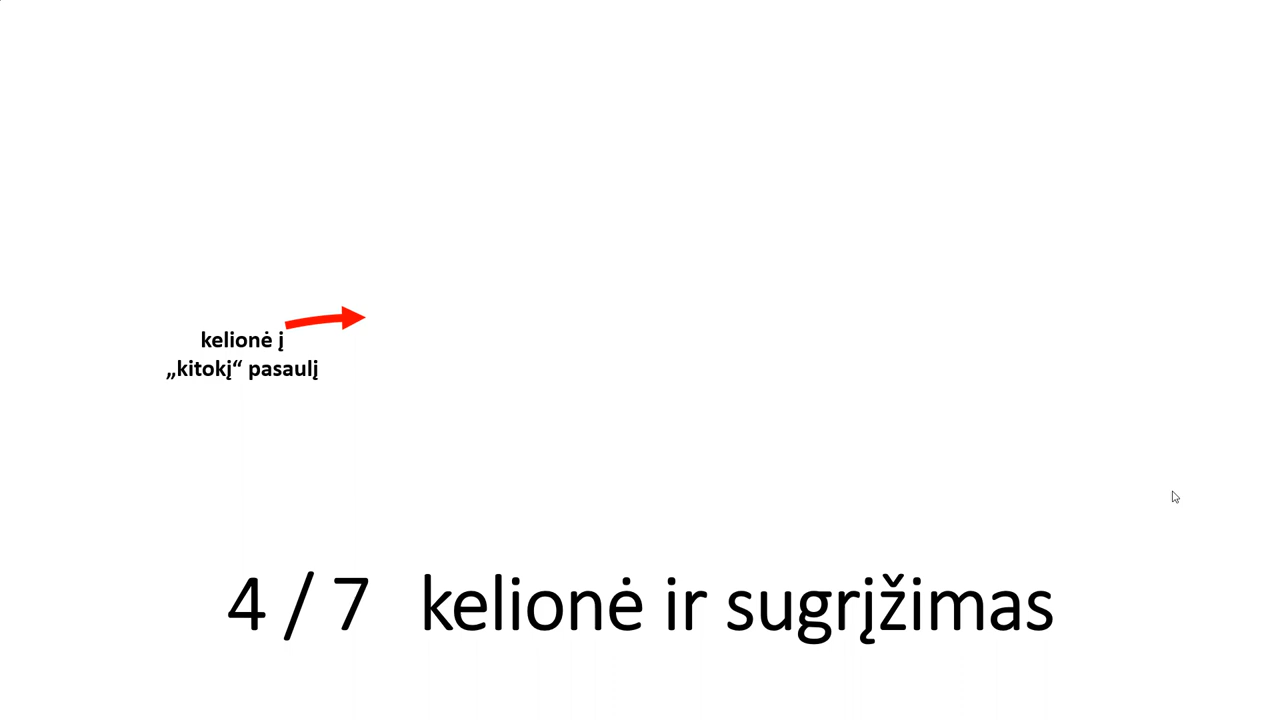 kelionė į
„kitokį“ pasaulį
4 / 7 kelionė ir sugrįžimas